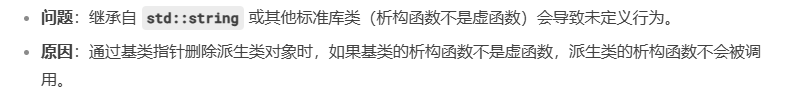 • 问题：继承自 std::string 或其他标准库类（析构函数不是虚函数）会导致未定义行为。
• 原因：通过基类指针删除派生类对象时，如果基类的析构函数不是虚函数，派生类的析构函数不会被调
用。